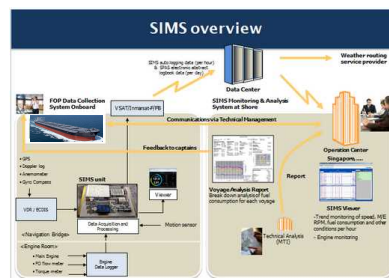 SIMS overview
SIMS auto logging data (per hour)
& SPAS electronic abstract
logbook data (per day)
Data Center
Weather routing
service provider
FOP Data Collection
System Onboard
VSAT/Inmarsat-F/FB
SIMS Monitoring & Analysis
System at Shore
Communications via Technical Management
Operation Center
Singapore, ....
Feedback to captains
•GPS
•Doppler log
•Anemometer
•Gyro Compass
SIMS unit
Viewer
VDR / ECDIS
Data Acquisition and
Processing
Motion sensor
<Navigation Bridge>
<Engine Room>
•Main Engine
•FO flow meter
•Torque meter
Engine
Data Logger
Voyage Analysis Report
Break down analysis of fuel
consumption for each voyage
Report
Technical Analysis
(MTI)
SIMS Viewer
-Trend monitoring of speed, M/E
RPM, fuel consumption and other
conditions per hour
- Engine monitoring